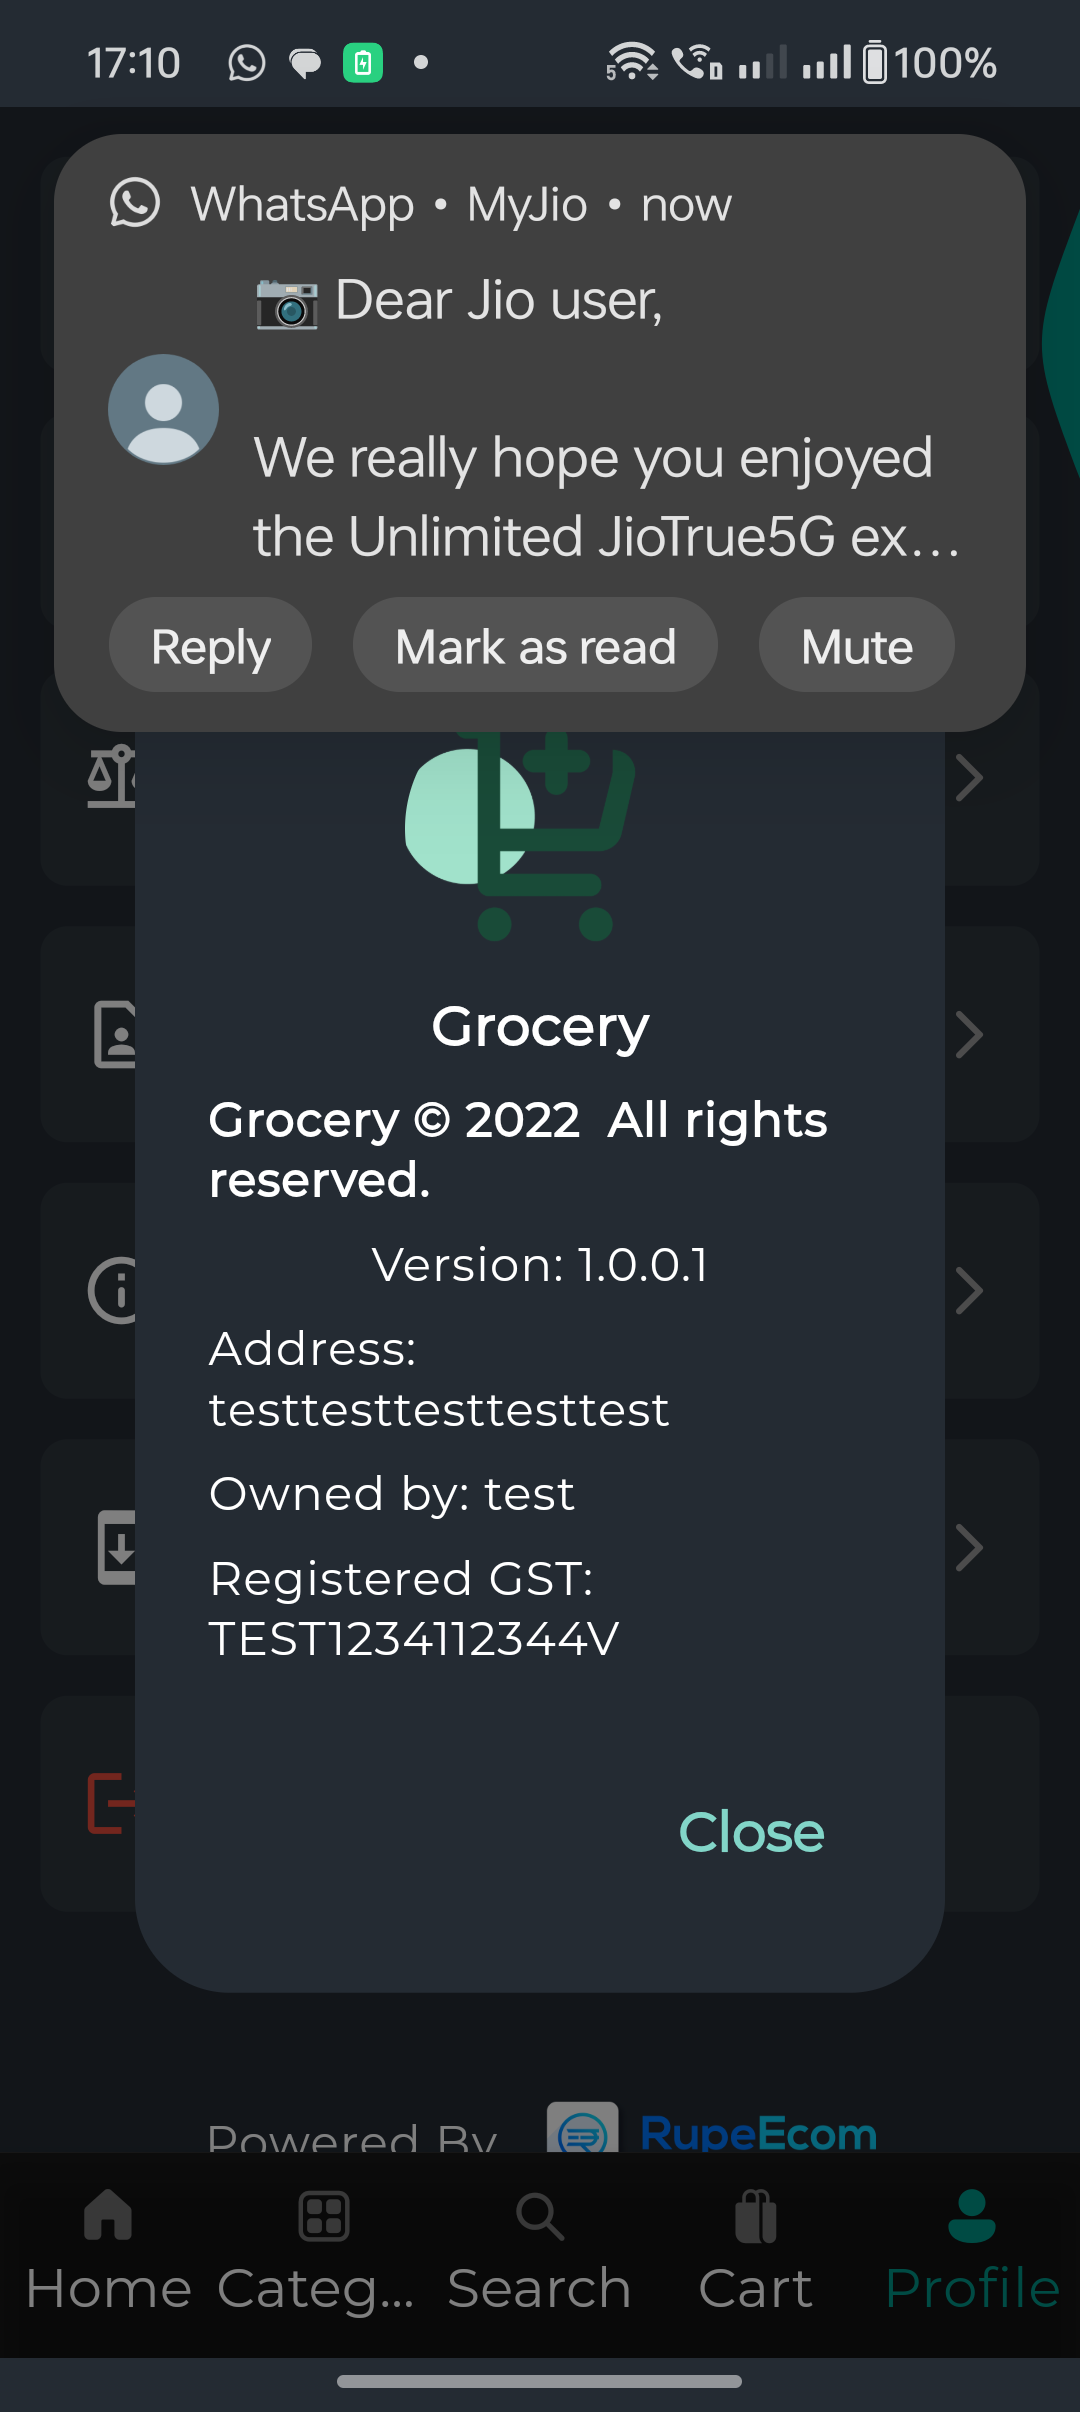 17:10
5
100%
WhatsApp • MyJio • now
📷 Dear Jio user,
We really hope you enjoyed
the Unlimited JioTrue5G ex...
Reply Mark as read Mute
Grocery
Grocery © 2022 All rights
reserved.
Version: 1.0.0.1
Address:
testtesttesttesttest
Owned by: test
Registered GST:
TEST1234112344V
Close
Powered By RupeEcom
Home Categ... Search Cart Profile